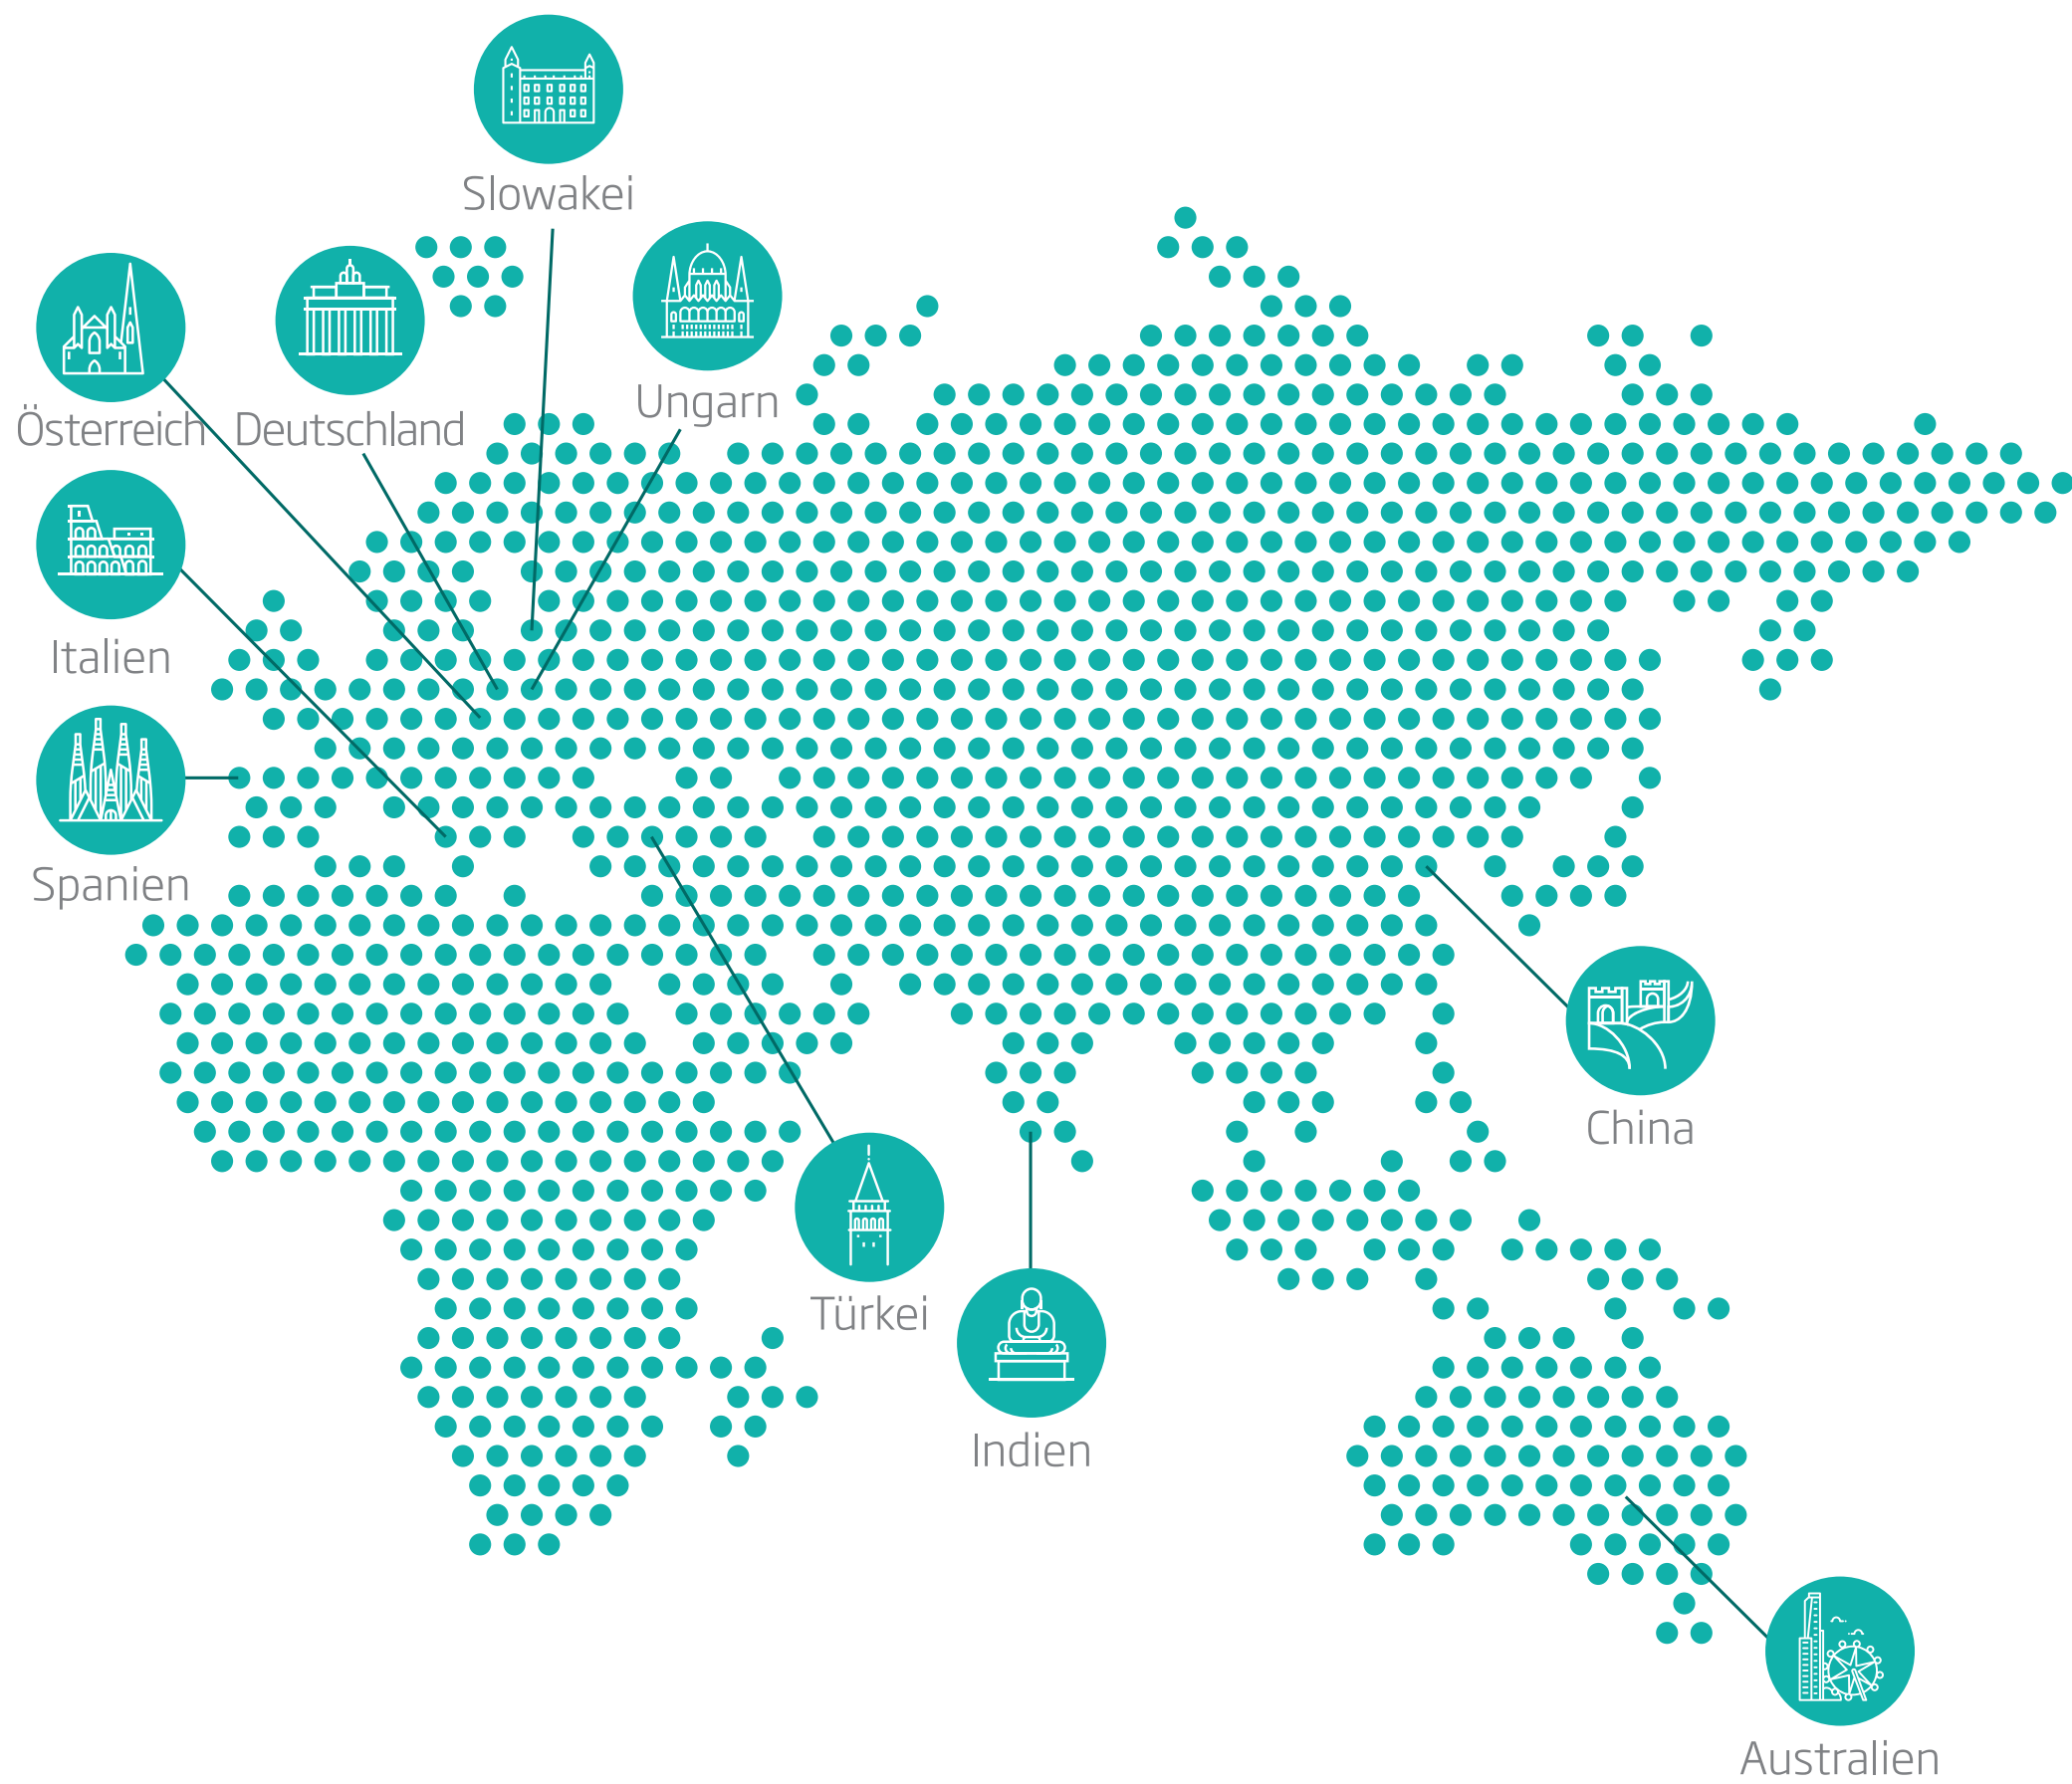 Slowakei
Ungarn
Österreich
Deutschland
Italien
Spanien
China
Türkei
Indien
Australien